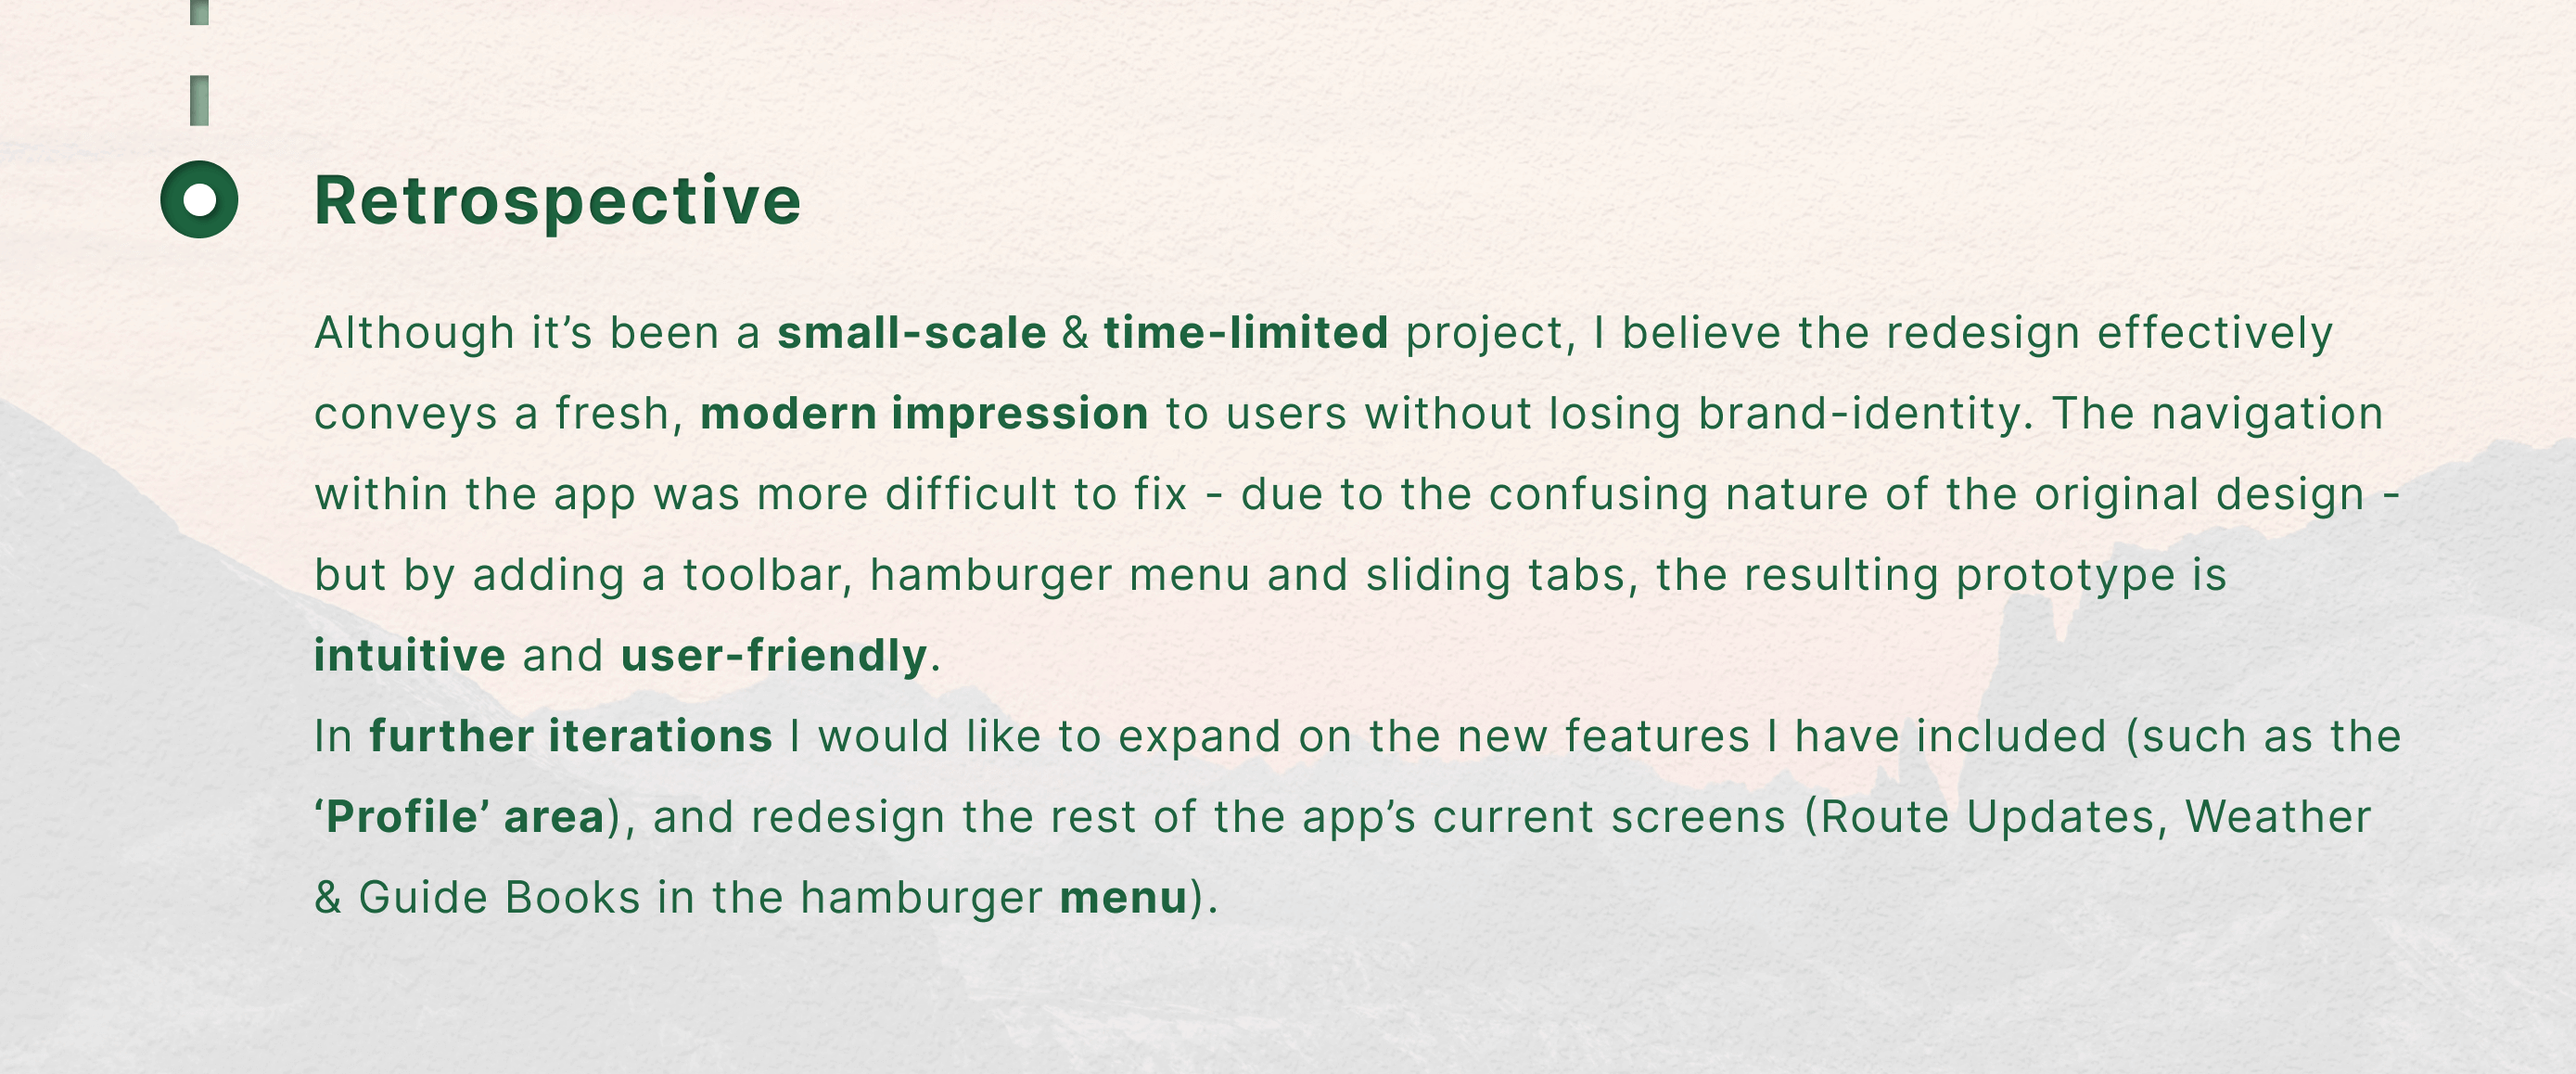 Retrospective
Although it’s been a small-scale & time-limited project, I believe the redesign effectively
conveys a fresh, modern impression to users without losing brand-identity. The navigation
within the app was more difficult to fix - due to the confusing nature of the original design -
but by adding a toolbar, hamburger menu and sliding tabs, the resulting prototype is
intuitive and user-friendly.
In further iterations I would like to expand on the new features I have included (such as the
‘Profile’ area), and redesign the rest of the app’s current screens (Route Updates, Weather
& Guide Books in the hamburger menu).